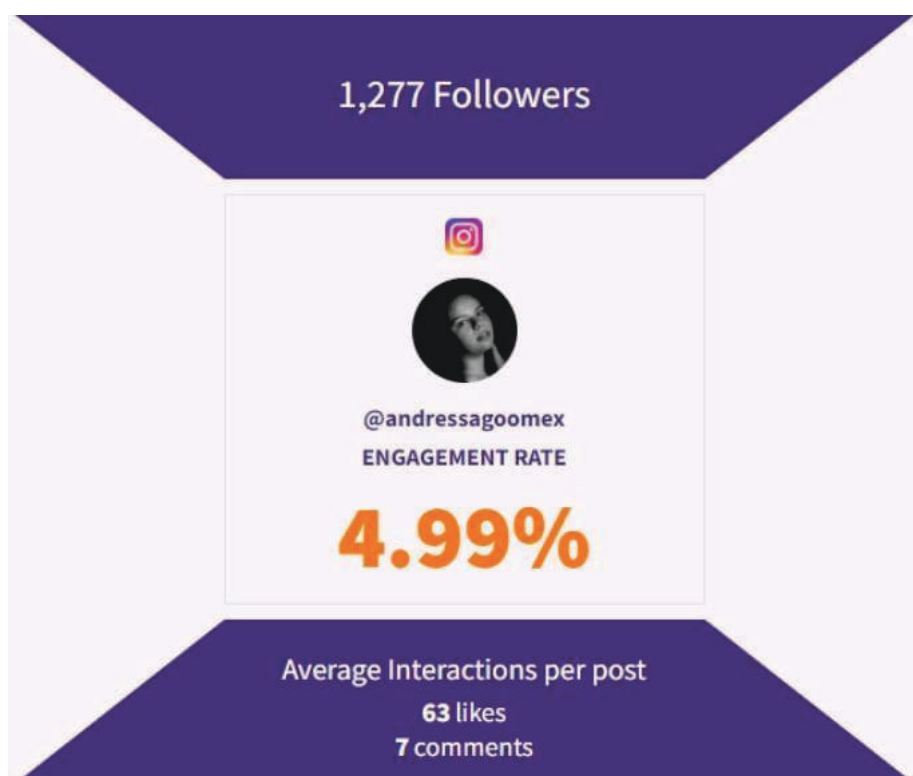 1,277 Followers
@andressagoomex
ENGAGEMENT RATE
4.99%
Average Interactions per post
63 likes
7 comments